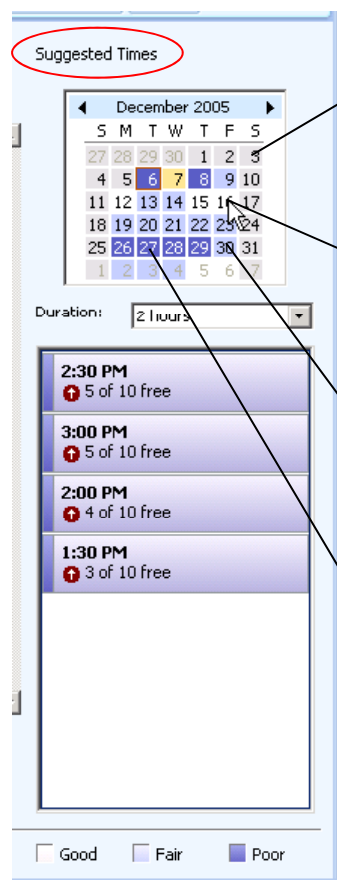 Suggested Times
December 2005
S M T W T F S
27 28 29 30 1 2 3
4 5 6 7 8 9 10
11 12 13 14 15 16 17
18 19 20 21 22 23 24
25 26 27 28 29 30 31
1 2 3 4 5 6 7
Duration: 2 hours
2:30 PM
5 of 10 free
3:00 PM
5 of 10 free
2:00 PM
4 of 10 free
1:30 PM
3 of 10 free
Good Fair Poor